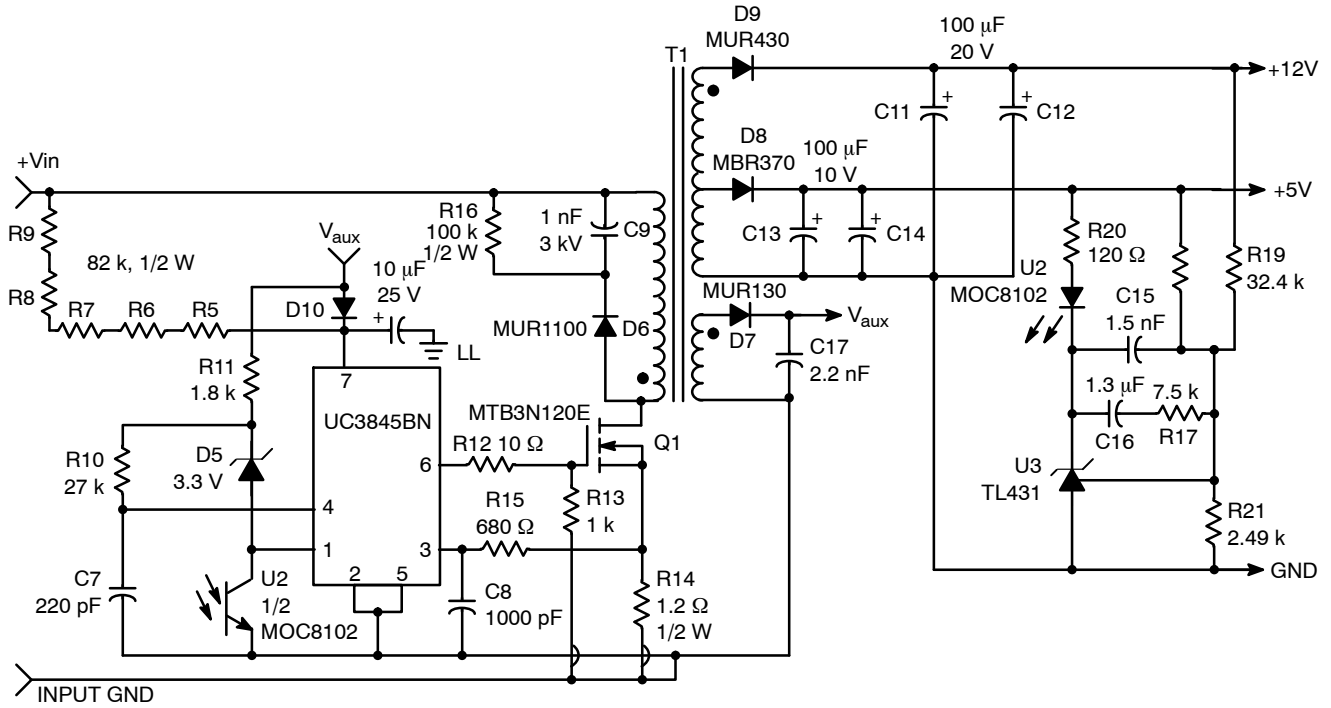 D9
MUR430
100 μF
20 V
T1
+12V
C11
+
+
C12
D8
MBR370
100 μF
10 V
+5V
C13
+
+
C14
R20
120 Ω
R19
32.4 k
U2
MOC8102
C15
1.5 nF
1.3 μF
7.5 k
C16
R17
U3
TL431
R21
2.49 k
GND
+Vin
R9
R8
82 k, 1/2 W
R7
R6
R5
Vaux
10 μF
25 V
D10
+
LL
R16
100 k
1/2 W
1 nF
3 kV
C9
MUR1100
D6
MUR130
D7
Vaux
C17
2.2 nF
R11
1.8 k
7
UC3845BN
MTB3N120E
Q1
R12 10 Ω
6
R10
27 k
D5
3.3 V
R13
1 k
R15
680 Ω
4
1
3
2
5
C7
220 pF
U2
1/2
MOC8102
C8
1000 pF
R14
1.2 Ω
1/2 W
INPUT GND